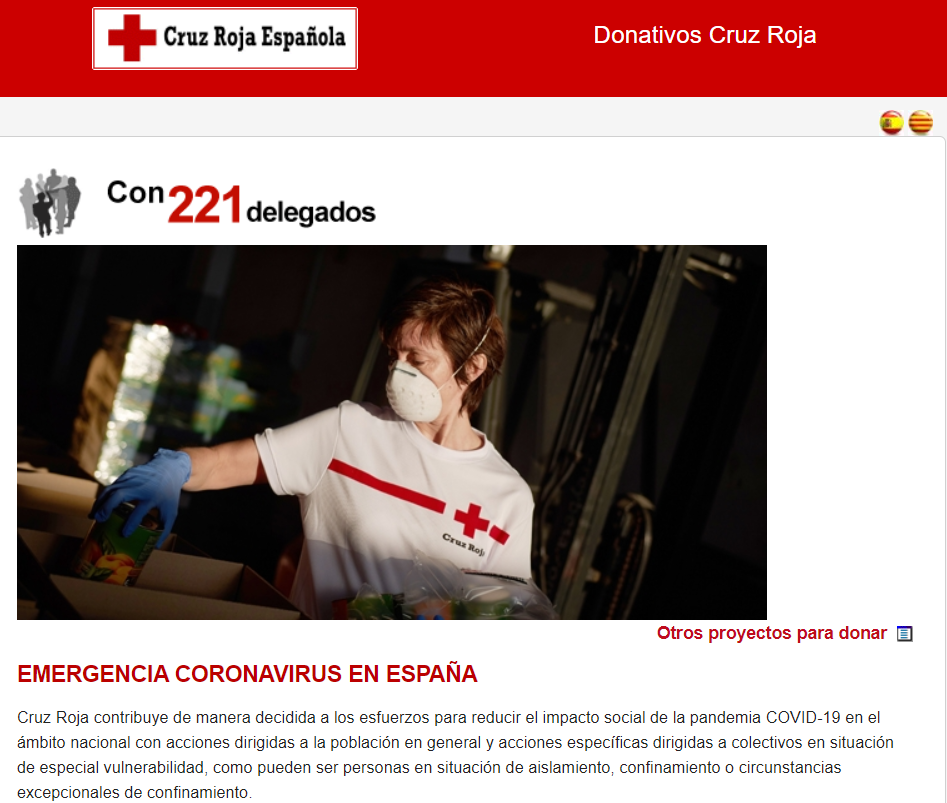 Cruz Roja Española
Donativos Cruz Roja
Con 221 delegados
Cruz Roja
Otros proyectos para donar
EMERGENCIA CORONAVIRUS EN ESPAÑA
Cruz Roja contribuye de manera decidida a los esfuerzos para reducir el impacto social de la pandemia COVID-19 en el
ámbito nacional con acciones dirigidas a la población en general y acciones específicas dirigidas a colectivos en situación
de especial vulnerabilidad, como pueden ser personas en situación de aislamiento, confinamiento o circunstancias
excepcionales de confinamiento.